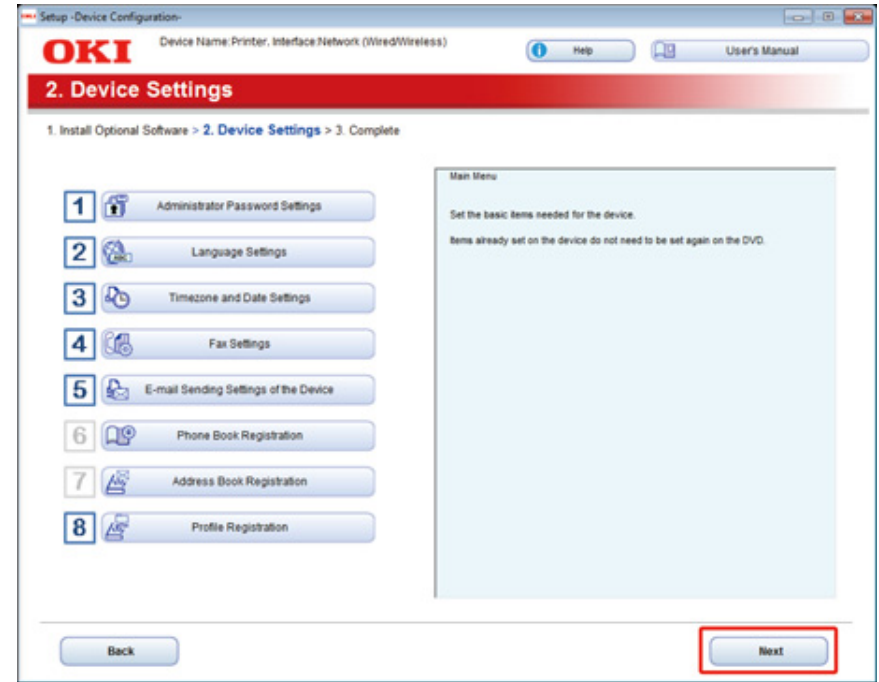 Setup -Device Configuration-
OKI
Device Name:Printer, Interface:Network (Wired/Wireless)
Help
User's Manual
2. Device Settings
1. Install Optional Software > 2. Device Settings > 3. Complete
Main Menu
Set the basic items needed for the device.
Items already set on the device do not need to be set again on the DVD.
1 Administrator Password Settings
2 Language Settings
3 Timezone and Date Settings
4 Fax Settings
5 E-mail Sending Settings of the Device
6 Phone Book Registration
7 Address Book Registration
8 Profile Registration
Back
Next